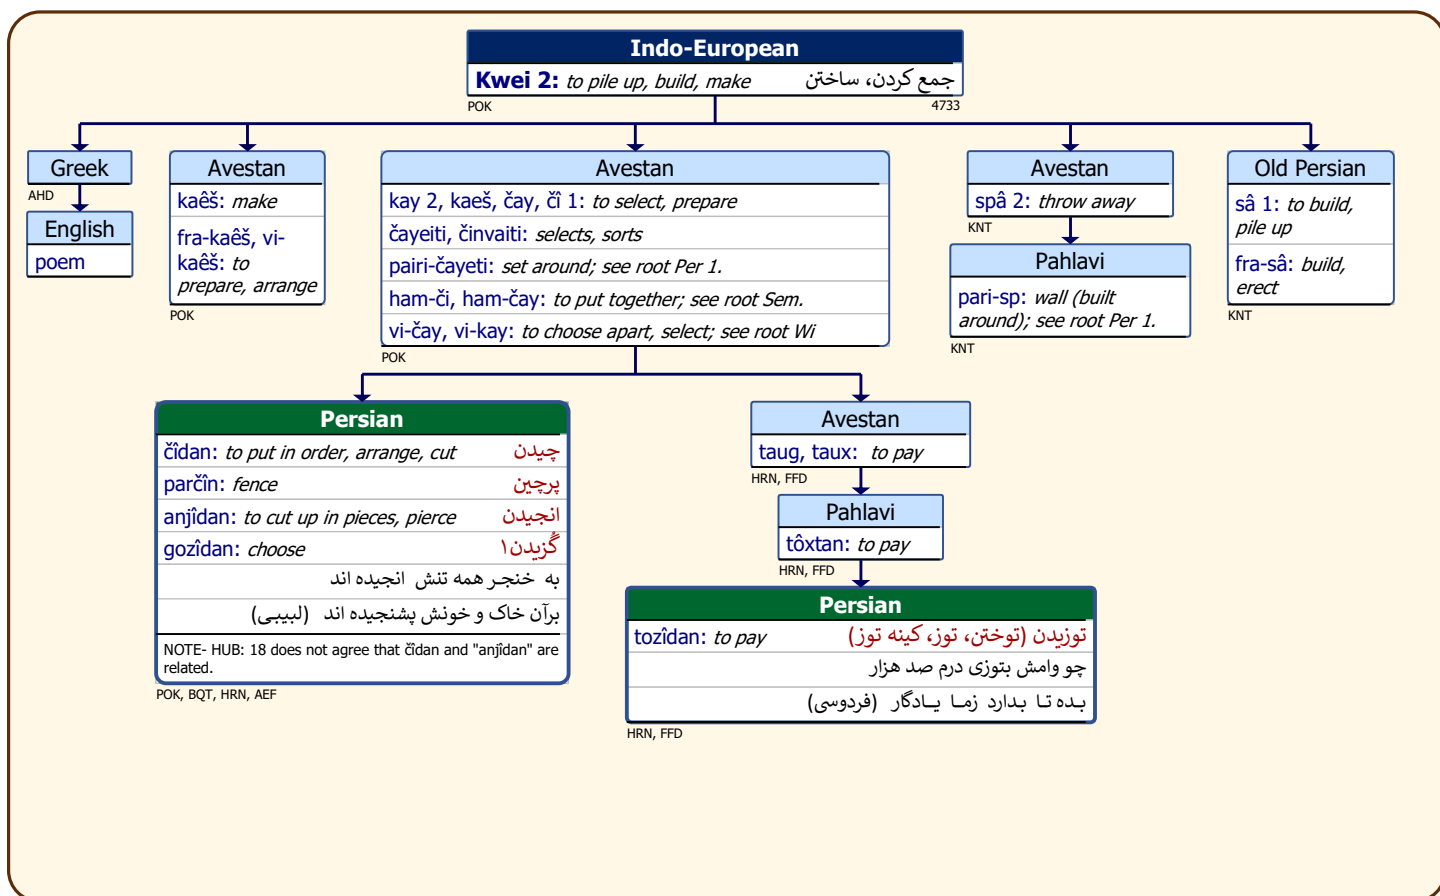 Indo-European
Kwei 2: to pile up, build, make جمع کردن، ساختن
POK 4733
Greek
AHD
English
poem
Avestan
kaêš: make
fra-kaêš, vi-
kaêš: to
prepare, arrange
POK
Avestan
kay 2, kaeš, čay, čî 1: to select, prepare
čayeiti, činvaiti: selects, sorts
pairi-čayeti: set around; see root Per 1.
ham-či, ham-čay: to put together; see root Sem.
vi-čay, vi-kay: to choose apart, select; see root Wi
POK
Avestan
spâ 2: throw away
KNT
Pahlavi
pari-sp: wall (built
around); see root Per 1.
KNT
Old Persian
sâ 1: to build,
pile up
fra-sâ: build,
erect
KNT
Persian
čîdan: to put in order, arrange, cut چیدن
parčîn: fence پرچین
anjîdan: to cut up in pieces, pierce انجیدن
gozîdan: choose گُزیدن۱
به خنجر همه تنش انجیده اند
برآن خاک و خونش پشنجیده اند (لبیبی)
NOTE- HUB: 18 does not agree that čîdan and "anjîdan" are
related.
POK, BQT, HRN, AEF
Avestan
taug, taux: to pay
HRN, FFD
Pahlavi
tôxtan: to pay
HRN, FFD
Persian
tozîdan: to pay توزیدن (توختن، توز، کینه توز)
چو وامش بتوزی درم صد هزار
بده تا بدارد زما یادگار (فردوسی)
HRN, FFD